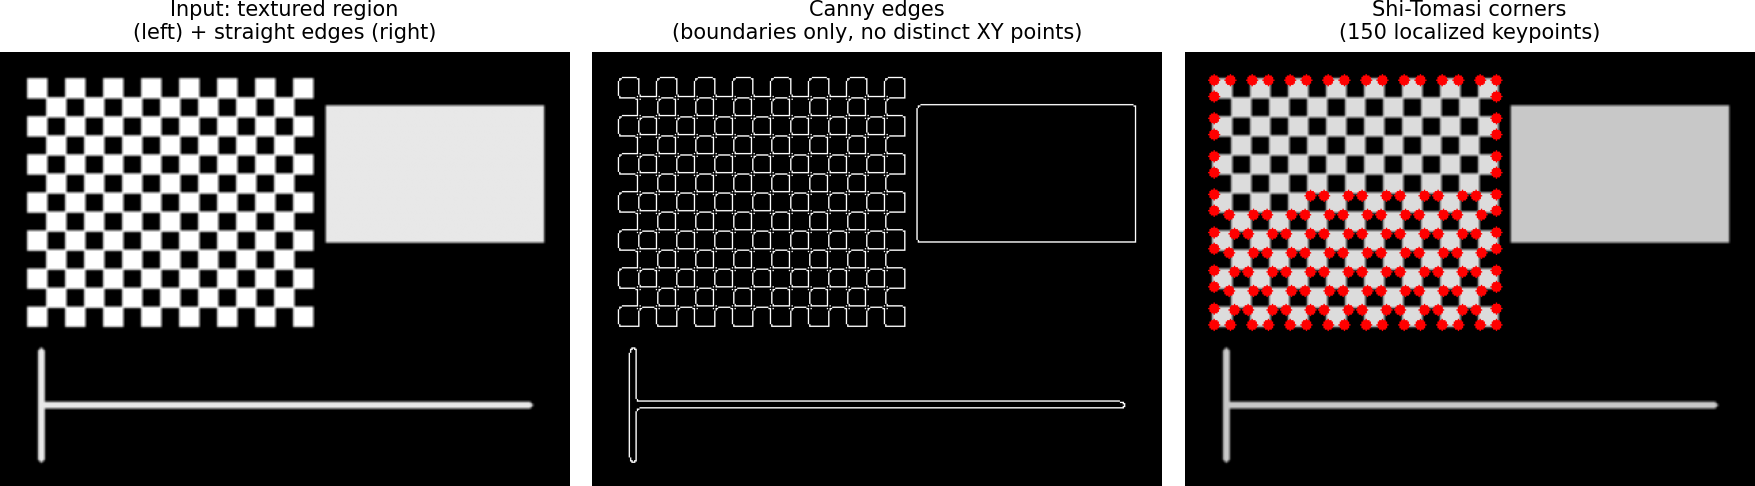 Input: textured region
(left) + straight edges (right)
Canny edges
(boundaries only, no distinct XY points)
Shi-Tomasi corners
(150 localized keypoints)